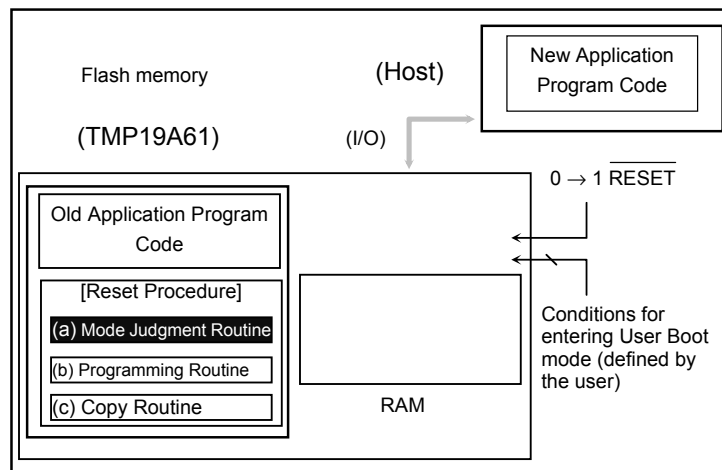 Flash memory
(Host)
New Application
Program Code
(TMP19A61)
(I/O)
0 → 1 RESET
Old Application Program
Code
[Reset Procedure]
(a) Mode Judgment Routine
(b) Programming Routine
(c) Copy Routine
RAM
Conditions for
entering User Boot
mode (defined by
the user)